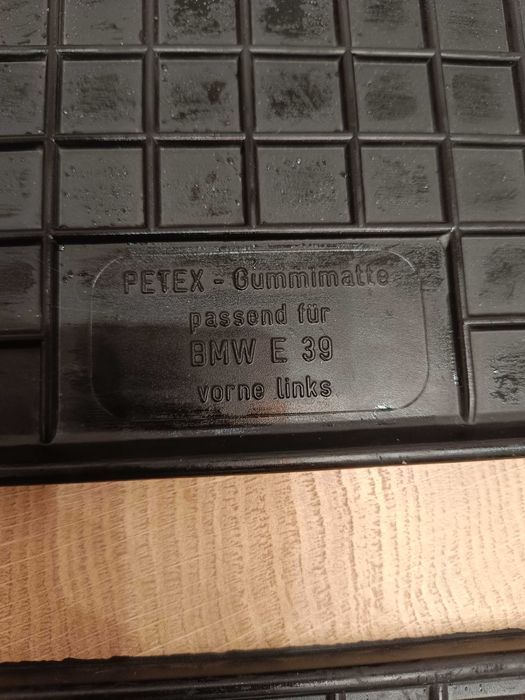 PETEX - Gummimatte
passend für
BMW E 39
vorne links